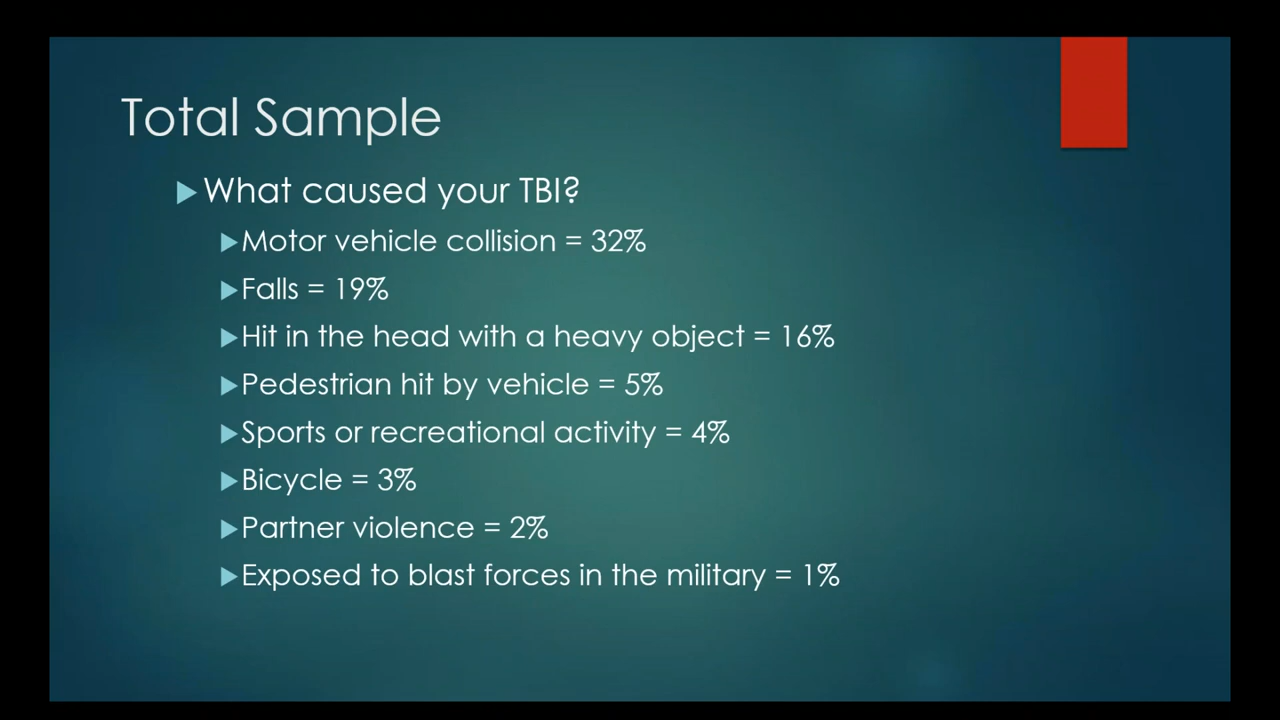 Total Sample
What caused your TBI?
Motor vehicle collision = 32%
Falls = 19%
Hit in the head with a heavy object = 16%
Pedestrian hit by vehicle = 5%
Sports or recreational activity = 4%
Bicycle = 3%
Partner violence = 2%
Exposed to blast forces in the military = 1%